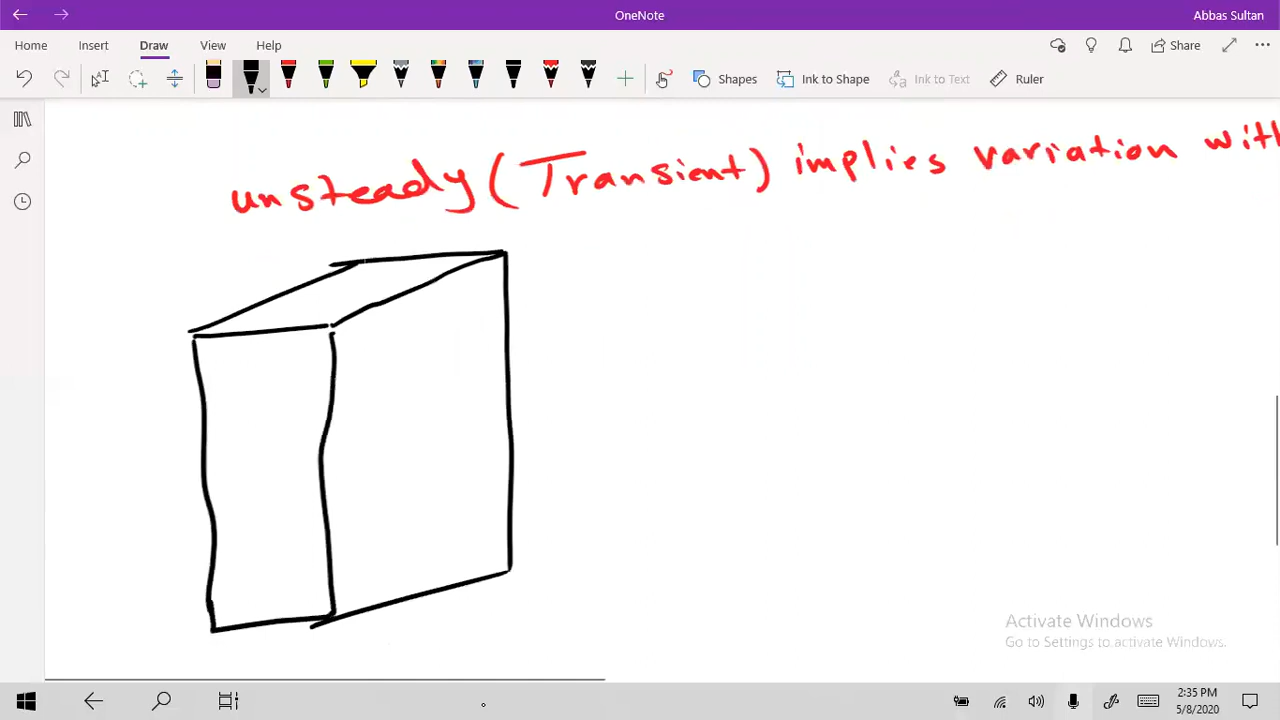 OneNote
Abbas Sultan
Home Insert Draw View Help
Share
Shapes Ink to Shape Ink to Text Ruler
unsteady (Transient) implies variation with
Activate Windows
Go to Settings to activate Windows.
2:35 PM
5/8/2020